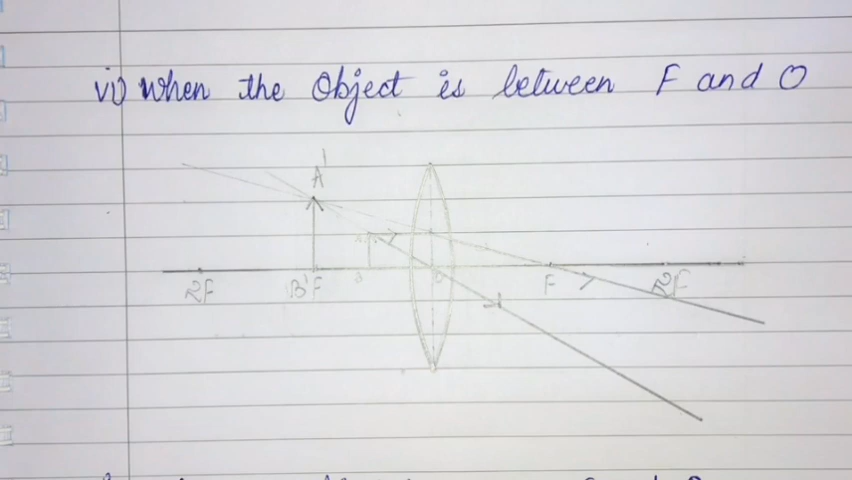 vi) When the Object is between F and O
A'
2F B'F F 2F